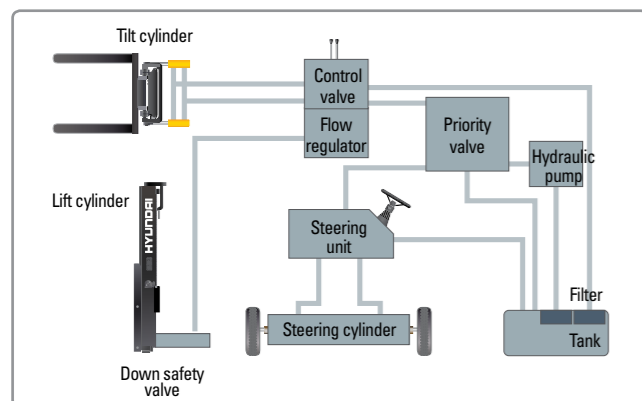 Tilt cylinder
Control
valve
Flow
regulator
Priority
valve
Hydraulic
pump
Lift cylinder
HYUNDAI
Steering
unit
Filter
Steering cylinder
Tank
Down safety
valve